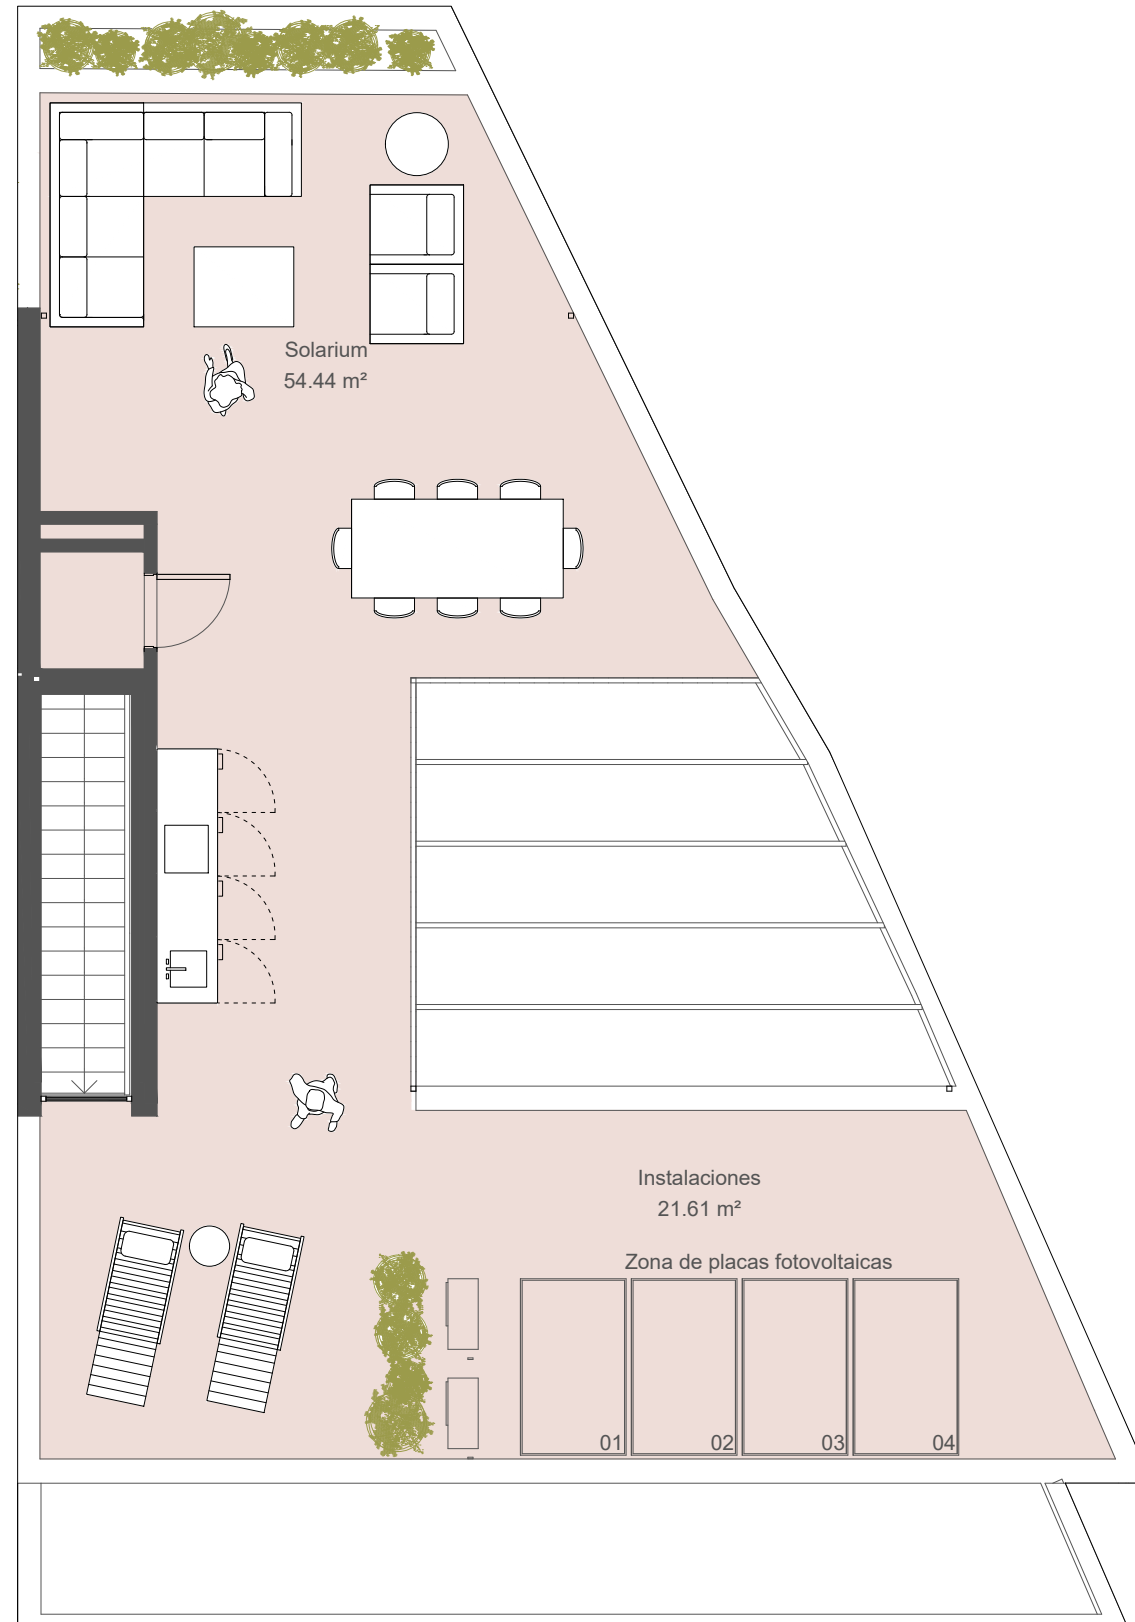 Solarium
54.44 m²
Instalaciones
21.61 m²
Zona de placas fotovoltaicas
01
02
03
04